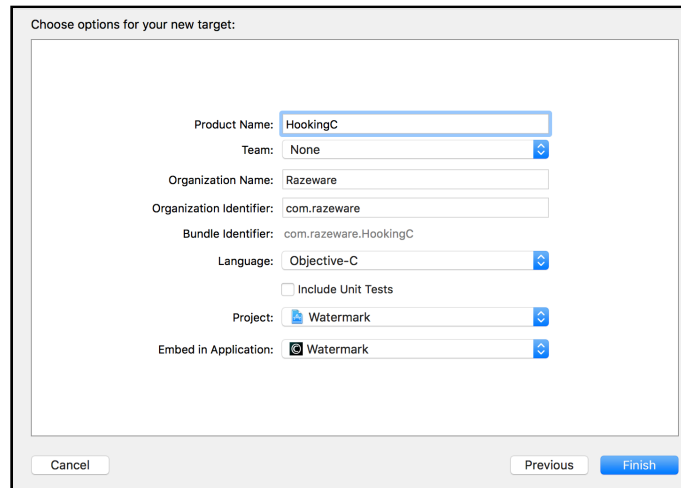 Choose options for your new target:
Product Name: HookingC
Team: None
Organization Name: Razeware
Organization Identifier: com.razeware
Bundle Identifier: com.razeware.HookingC
Language: Objective-C
Include Unit Tests
Project: Watermark
Embed in Application: Watermark
Cancel Previous Finish